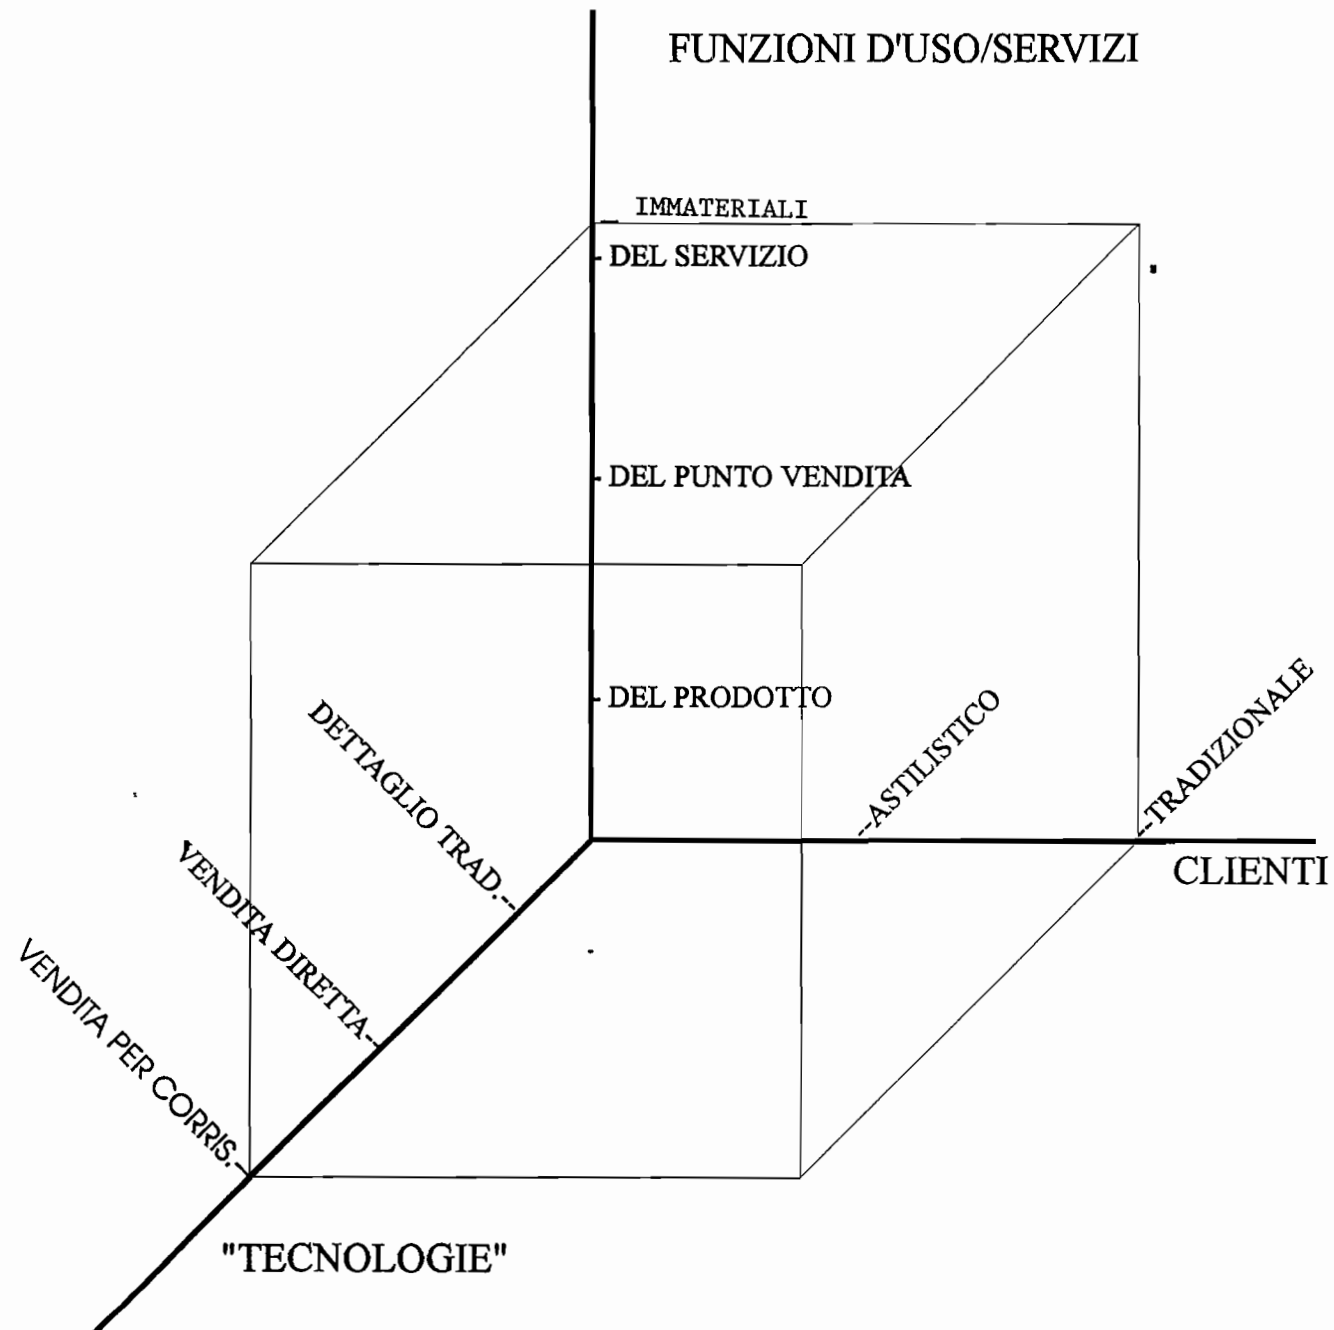 FUNZIONI D'USO/SERVIZI
IMMATERIALI
DEL SERVIZIO
DEL PUNTO VENDITA
DEL PRODOTTO
DETTAGLIO TRAD.--
VENDITA DIRETTA--
VENDITA PER CORRIS.--
--ASTILISTICO
--TRADIZIONALE
CLIENTI
"TECNOLOGIE"